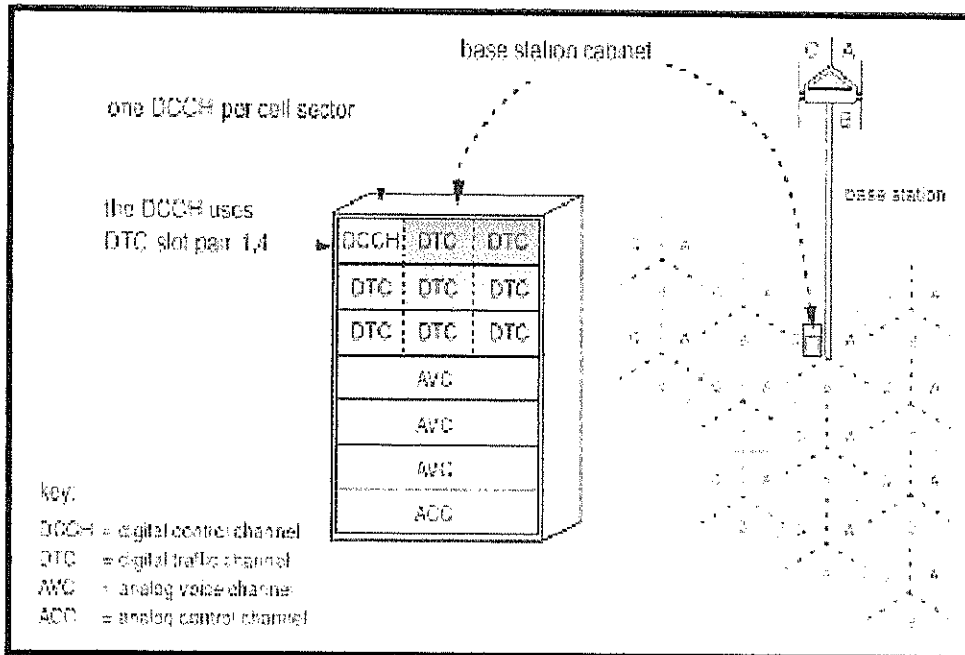 base station cabinet
C A
B
one DCCH per cell sector
base station
the DCCH uses
DTC slot pair 1,4
DCCH DTC DTC
DTC DTC DTC
DTC DTC DTC
AVC
AVC
AVC
ACC
key:
DCCH = digital control channel
DTC = digital traffic channel
AVC = analog voice channel
ACC = analog control channel